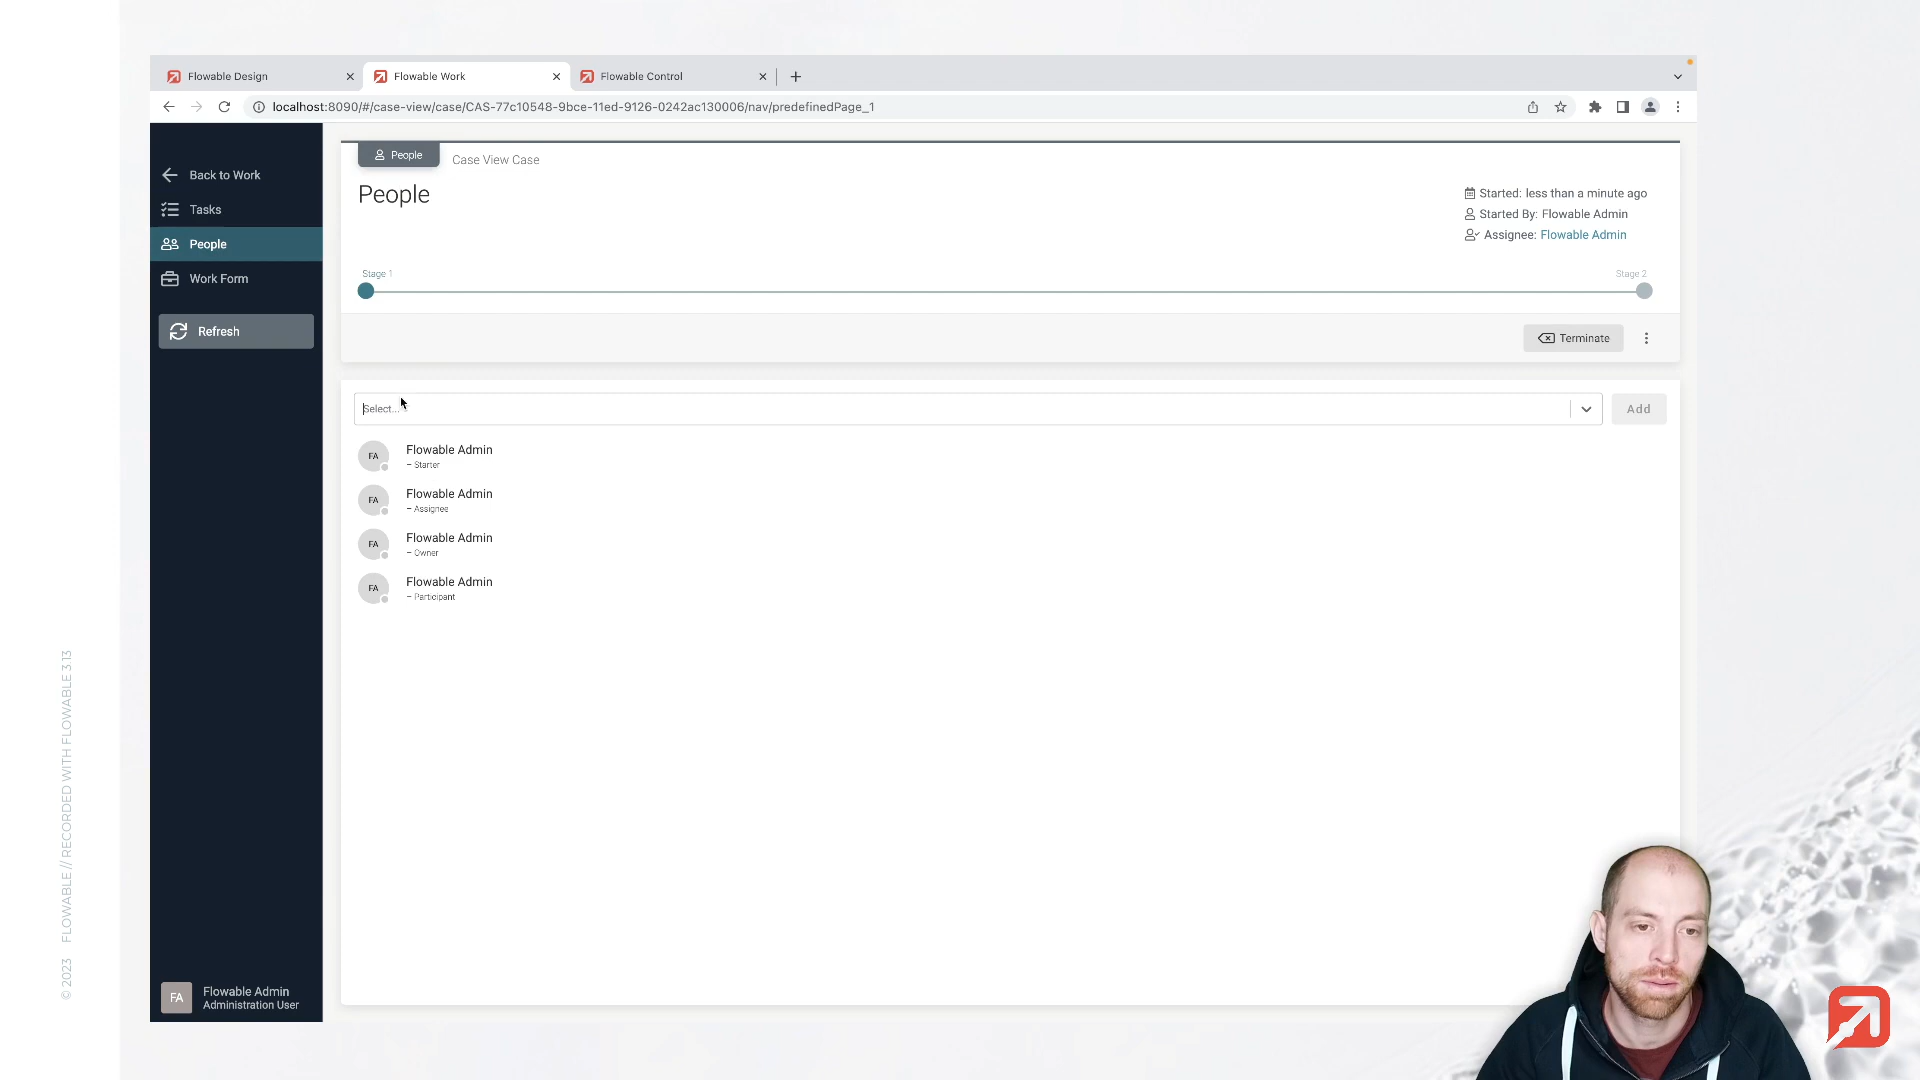 Flowable Design
Flowable Work
Flowable Control
localhost:8090/#/case-view/case/CAS-77c10548-9bce-11ed-9126-0242ac130006/nav/predefinedPage_1
Back to Work
Tasks
People
Work Form
Refresh
People
Case View Case
People
Started: less than a minute ago
Started By: Flowable Admin
Assignee: Flowable Admin
Stage 1
Stage 2
Terminate
Select...
Add
FA
Flowable Admin
– Starter
FA
Flowable Admin
– Assignee
FA
Flowable Admin
– Owner
FA
Flowable Admin
– Participant
FA
Flowable Admin
Administration User
© 2023 FLOWABLE // RECORDED WITH FLOWABLE 3.13